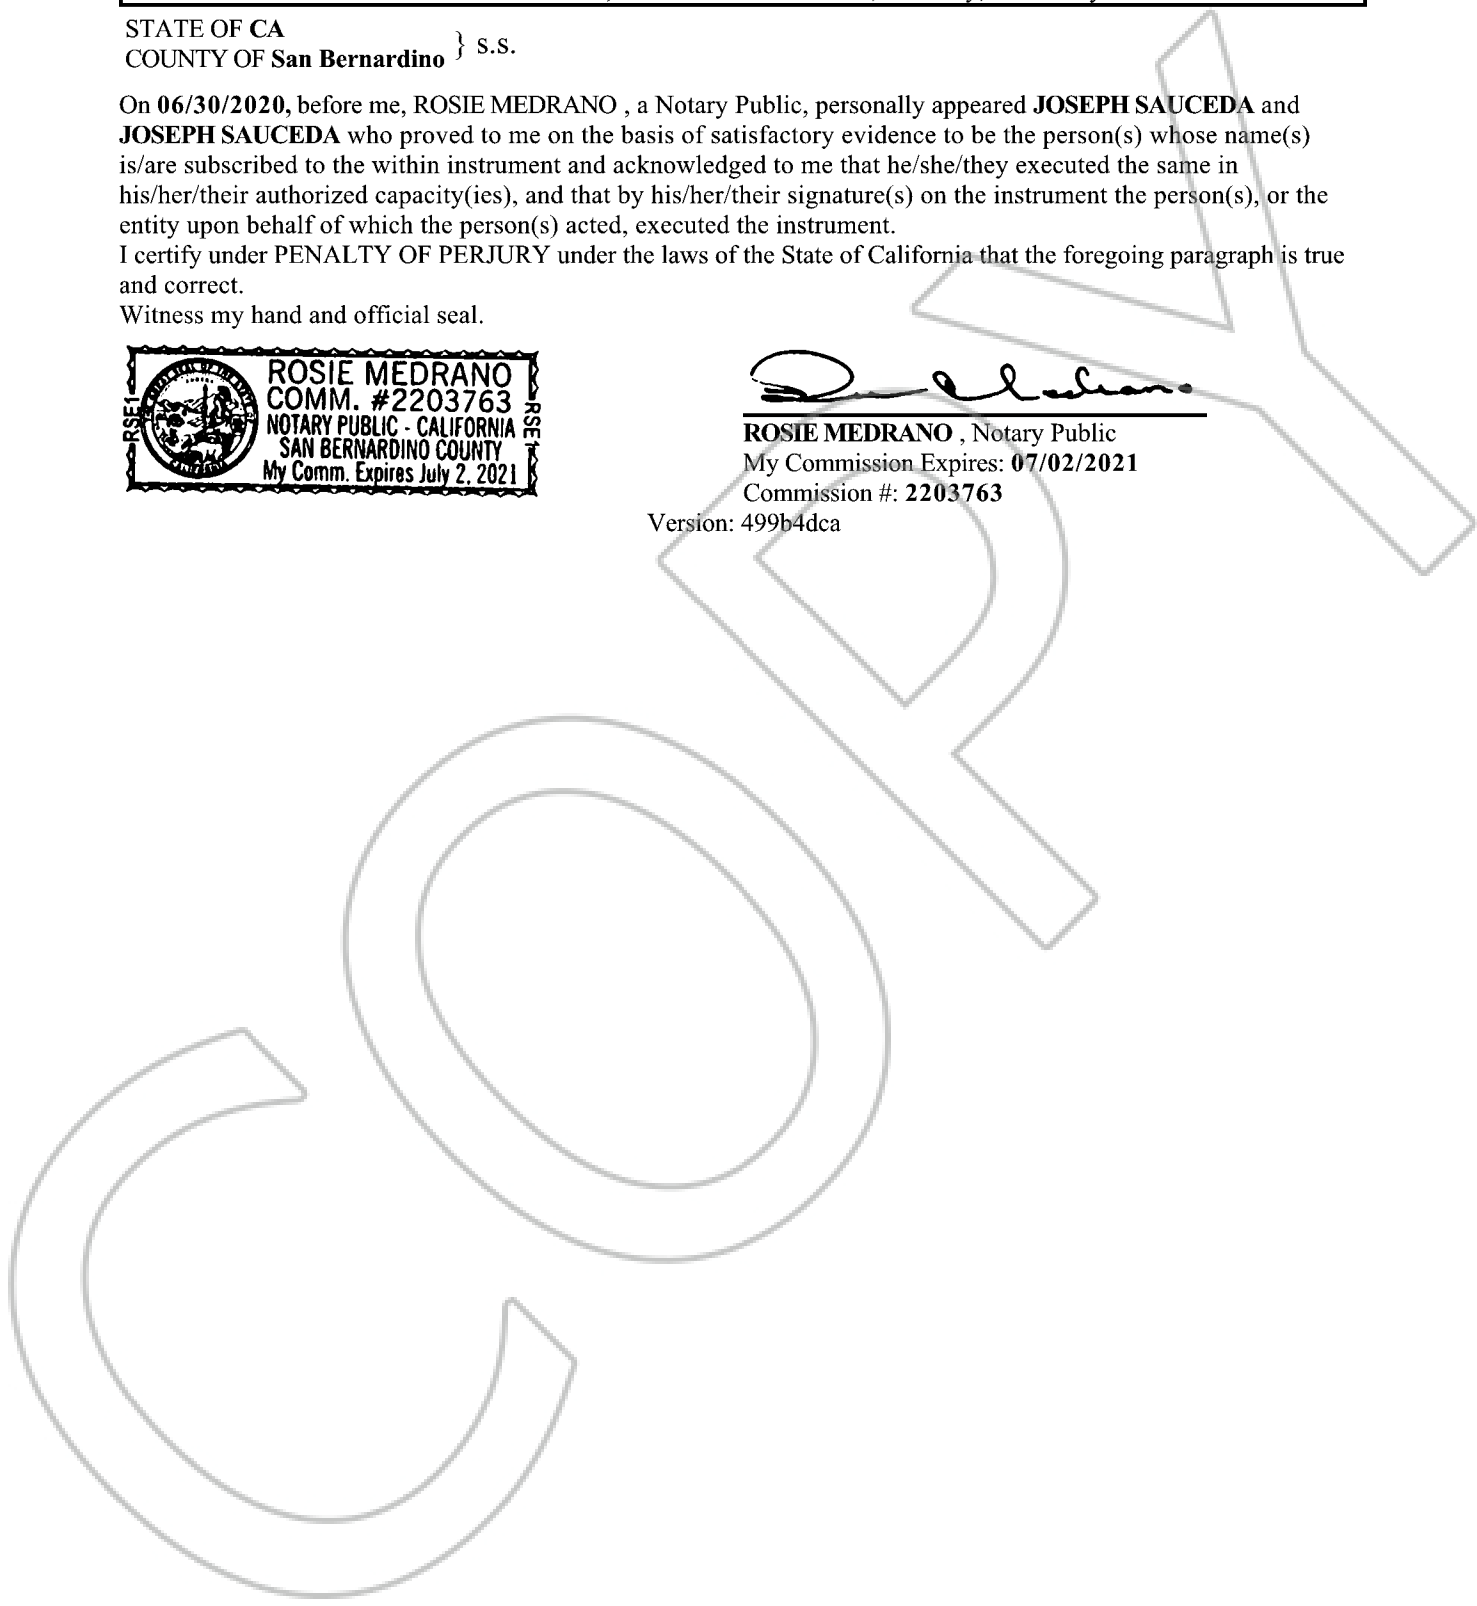 STATE OF CA
COUNTY OF San Bernardino } s.s.
On 06/30/2020, before me, ROSIE MEDRANO , a Notary Public, personally appeared JOSEPH SAUCEDA and
JOSEPH SAUCEDA who proved to me on the basis of satisfactory evidence to be the person(s) whose name(s)
is/are subscribed to the within instrument and acknowledged to me that he/she/they executed the same in
his/her/their authorized capacity(ies), and that by his/her/their signature(s) on the instrument the person(s), or the
entity upon behalf of which the person(s) acted, executed the instrument.
I certify under PENALTY OF PERJURY under the laws of the State of California that the foregoing paragraph is true
and correct.
Witness my hand and official seal.
RSE1
ROSIE MEDRANO
COMM. #2203763
NOTARY PUBLIC - CALIFORNIA
SAN BERNARDINO COUNTY
My Comm. Expires July 2, 2021
RSE1
ROSIE MEDRANO , Notary Public
My Commission Expires: 07/02/2021
Commission #: 2203763
Version: 499b4dca
COPY